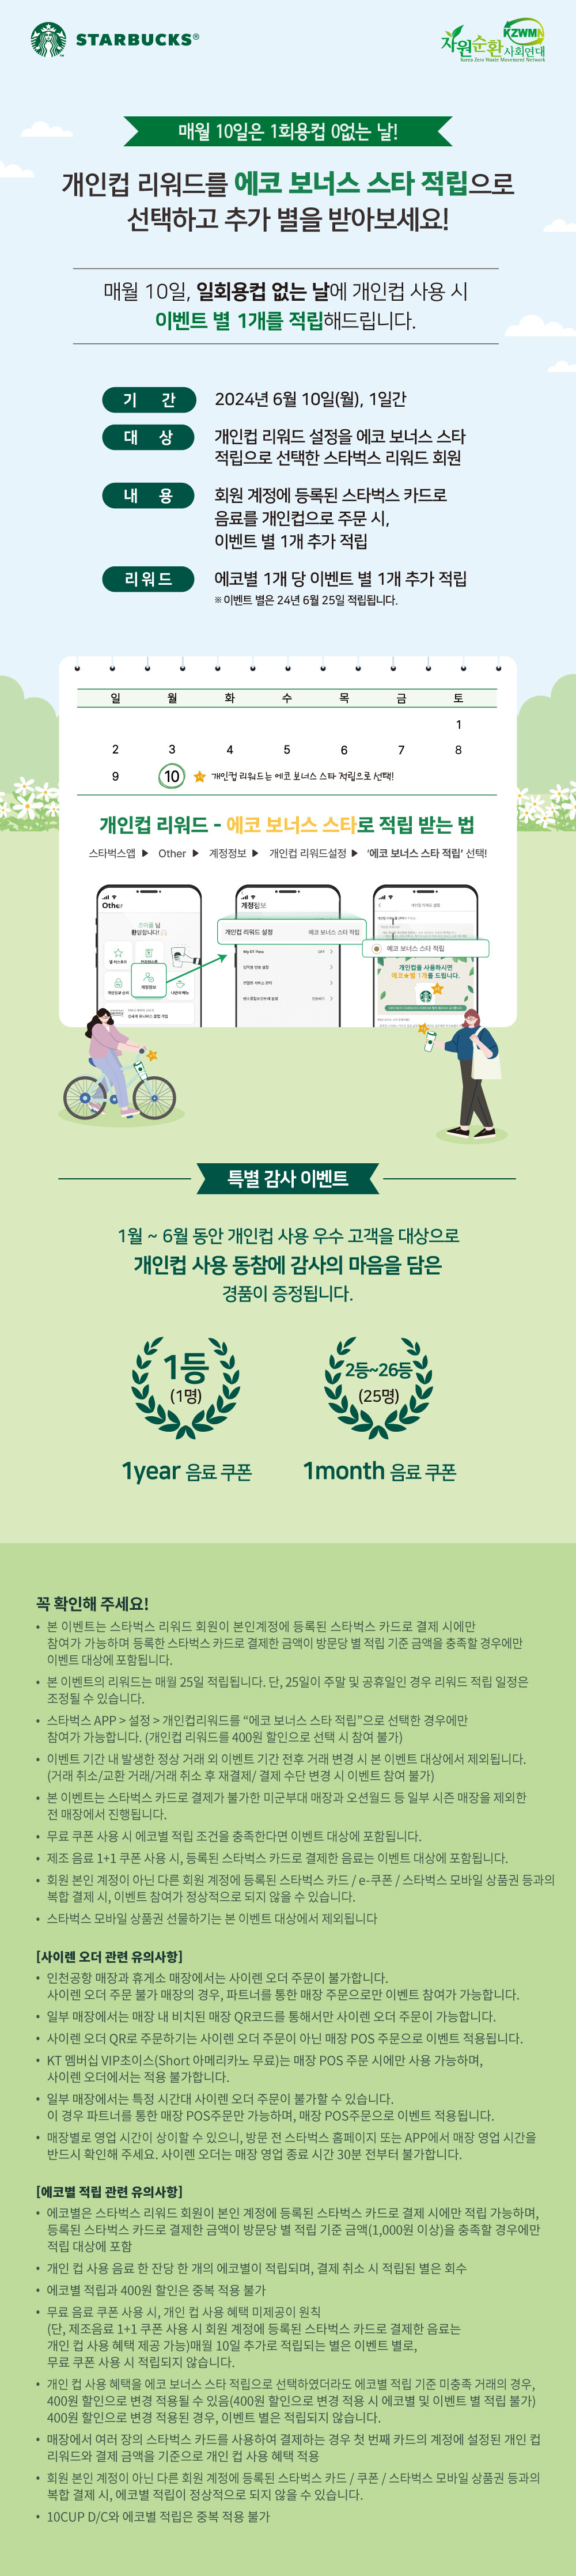 STARBUCKS®
KZWMN
자원순환사회연대
Korea Zero Waste Movement Network
매월 10일은 1회용컵 0없는 날!
개인컵 리워드를 에코 보너스 스타 적립으로
선택하고 추가 별을 받아보세요!
매월 10일, 일회용컵 없는 날에 개인컵 사용 시
이벤트 별 1개를 적립해드립니다.
기 간 2024년 6월 10일(월), 1일간
대 상 개인컵 리워드 설정을 에코 보너스 스타
적립으로 선택한 스타벅스 리워드 회원
내 용 회원 계정에 등록된 스타벅스 카드로
음료를 개인컵으로 주문 시,
이벤트 별 1개 추가 적립
리워드 에코별 1개 당 이벤트 별 1개 추가 적립
※ 이벤트 별은 24년 6월 25일 적립됩니다.
일 월 화 수 목 금 토
1
2 3 4 5 6 7 8
9 10 개인컵 리워드는 에코 보너스 스타 적립으로 선택!
개인컵 리워드 - 에코 보너스 스타로 적립 받는 법
스타벅스앱 ▶ Other ▶ 계정정보 ▶ 개인컵 리워드설정 ▶ ‘에코 보너스 스타 적립’ 선택!
Other
환영합니다!
계정정보
계정정보
개인컵 리워드 설정 에코 보너스 스타 적립
My DT Pass OFF
에코 보너스 스타 적립
개인컵을 사용하시면
에코★별 1개를 드립니다.
특별 감사 이벤트
1월 ~ 6월 동안 개인컵 사용 우수 고객을 대상으로
개인컵 사용 동참에 감사의 마음을 담은
경품이 증정됩니다.
1등
(1명)
2등~26등
(25명)
1year 음료 쿠폰
1month 음료 쿠폰
꼭 확인해 주세요!
• 본 이벤트는 스타벅스 리워드 회원이 본인계정에 등록된 스타벅스 카드로 결제 시에만
참여가 가능하며 등록한 스타벅스 카드로 결제한 금액이 방문당 별 적립 기준 금액을 충족할 경우에만
이벤트 대상에 포함됩니다.
• 본 이벤트의 리워드는 매월 25일 적립됩니다. 단, 25일이 주말 및 공휴일인 경우 리워드 적립 일정은
조정될 수 있습니다.
• 스타벅스 APP > 설정 > 개인컵리워드를 “에코 보너스 스타 적립”으로 선택한 경우에만
참여가 가능합니다. (개인컵 리워드를 400원 할인으로 선택 시 참여 불가)
• 이벤트 기간 내 발생한 정상 거래 외 이벤트 기간 전후 거래 변경 시 본 이벤트 대상에서 제외됩니다.
(거래 취소/교환 거래/거래 취소 후 재결제/ 결제 수단 변경 시 이벤트 참여 불가)
• 본 이벤트는 스타벅스 카드로 결제가 불가한 미군부대 매장과 오션월드 등 일부 시즌 매장을 제외한
전 매장에서 진행됩니다.
• 무료 쿠폰 사용 시 에코별 적립 조건을 충족한다면 이벤트 대상에 포함됩니다.
• 제조 음료 1+1 쿠폰 사용 시, 등록된 스타벅스 카드로 결제한 음료는 이벤트 대상에 포함됩니다.
• 회원 본인 계정이 아닌 다른 회원 계정에 등록된 스타벅스 카드 / e-쿠폰 / 스타벅스 모바일 상품권 등과의
복합 결제 시, 이벤트 참여가 정상적으로 되지 않을 수 있습니다.
• 스타벅스 모바일 상품권 선물하기는 본 이벤트 대상에서 제외됩니다
[사이렌 오더 관련 유의사항]
• 인천공항 매장과 휴게소 매장에서는 사이렌 오더 주문이 불가합니다.
사이렌 오더 주문 불가 매장의 경우, 파트너를 통한 매장 주문으로만 이벤트 참여가 가능합니다.
• 일부 매장에서는 매장 내 비치된 매장 QR코드를 통해서만 사이렌 오더 주문이 가능합니다.
• 사이렌 오더 QR로 주문하기는 사이렌 오더 주문이 아닌 매장 POS 주문으로 이벤트 적용됩니다.
• KT 멤버십 VIP초이스(Short 아메리카노 무료)는 매장 POS 주문 시에만 사용 가능하며,
사이렌 오더에서는 적용 불가합니다.
• 일부 매장에서는 특정 시간대 사이렌 오더 주문이 불가할 수 있습니다.
이 경우 파트너를 통한 매장 POS주문만 가능하며, 매장 POS주문으로 이벤트 적용됩니다.
• 매장별로 영업 시간이 상이할 수 있으니, 방문 전 스타벅스 홈페이지 또는 APP에서 매장 영업 시간을
반드시 확인해 주세요. 사이렌 오더는 매장 영업 종료 시간 30분 전부터 불가합니다.
[에코별 적립 관련 유의사항]
• 에코별은 스타벅스 리워드 회원이 본인 계정에 등록된 스타벅스 카드로 결제 시에만 적립 가능하며,
등록된 스타벅스 카드로 결제한 금액이 방문당 별 적립 기준 금액(1,000원 이상)을 충족할 경우에만
적립 대상에 포함
• 개인 컵 사용 음료 한 잔당 한 개의 에코별이 적립되며, 결제 취소 시 적립된 별은 회수
• 에코별 적립과 400원 할인은 중복 적용 불가
• 무료 음료 쿠폰 사용 시, 개인 컵 사용 혜택 미제공이 원칙
(단, 제조음료 1+1 쿠폰 사용 시 회원 계정에 등록된 스타벅스 카드로 결제한 음료는
개인 컵 사용 혜택 제공 가능)매월 10일 추가로 적립되는 별은 이벤트 별로,
무료 쿠폰 사용 시 적립되지 않습니다.
• 개인 컵 사용 혜택을 에코 보너스 스타 적립으로 선택하였더라도 에코별 적립 기준 미충족 거래의 경우,
400원 할인으로 변경 적용될 수 있음(400원 할인으로 변경 적용 시 에코별 및 이벤트 별 적립 불가)
400원 할인으로 변경 적용된 경우, 이벤트 별은 적립되지 않습니다.
• 매장에서 여러 장의 스타벅스 카드를 사용하여 결제하는 경우 첫 번째 카드의 계정에 설정된 개인 컵
리워드와 결제 금액을 기준으로 개인 컵 사용 혜택 적용
• 회원 본인 계정이 아닌 다른 회원 계정에 등록된 스타벅스 카드 / 쿠폰 / 스타벅스 모바일 상품권 등과의
복합 결제 시, 에코별 적립이 정상적으로 되지 않을 수 있습니다.
• 10CUP D/C와 에코별 적립은 중복 적용 불가